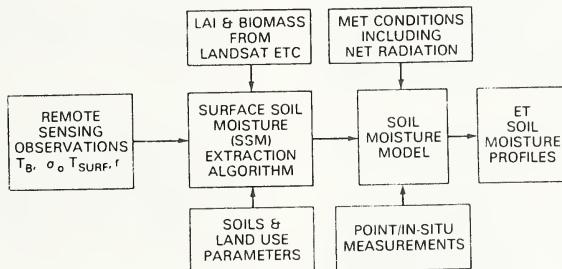 LAI & BIOMASS
FROM
LANDSAT ETC
MET CONDITIONS
INCLUDING
NET RADIATION
REMOTE
SENSING
OBSERVATIONS
T_B, σ_o T_SURF, r
SURFACE SOIL
MOISTURE
(SSM)
EXTRACTION
ALGORITHM
SOIL
MOISTURE
MODEL
ET
SOIL
MOISTURE
PROFILES
SOILS &
LAND USE
PARAMETERS
POINT/IN-SITU
MEASUREMENTS